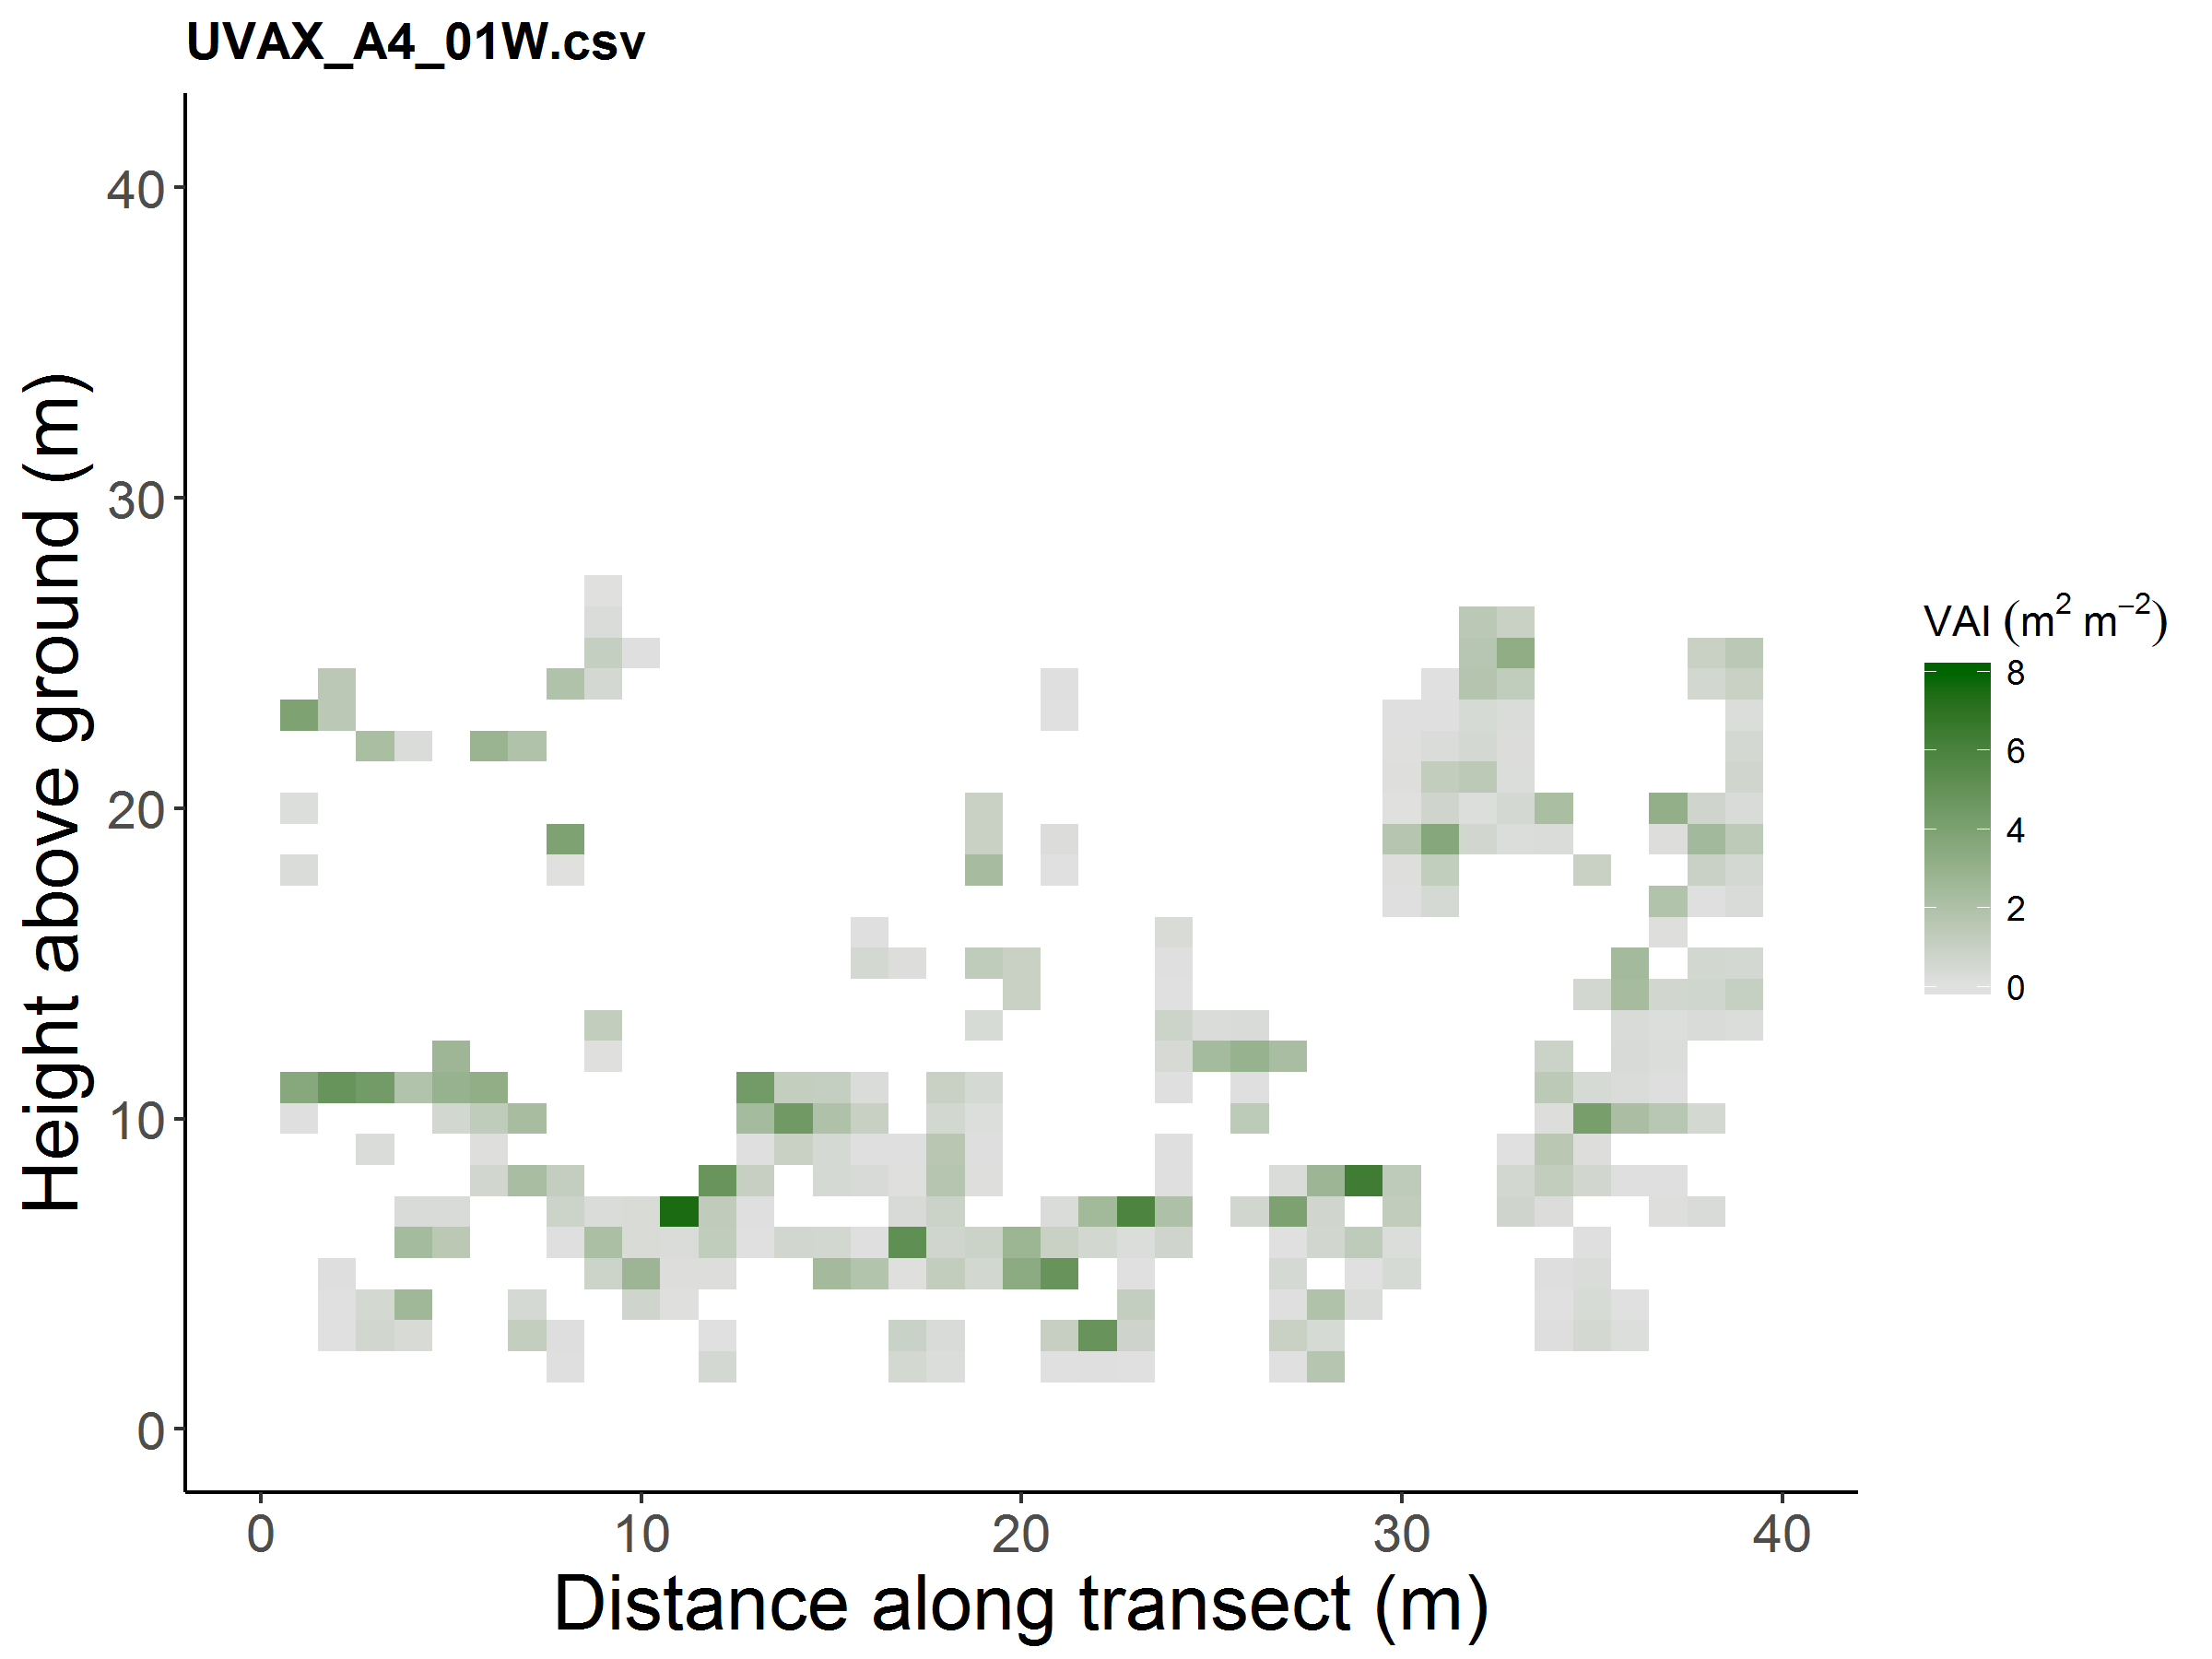 UVAX_A4_01W.csv
Height above ground (m)
40
30
20
10
0
0 10 20 30 40
Distance along transect (m)
VAI (m² m⁻²)
8
6
4
2
0